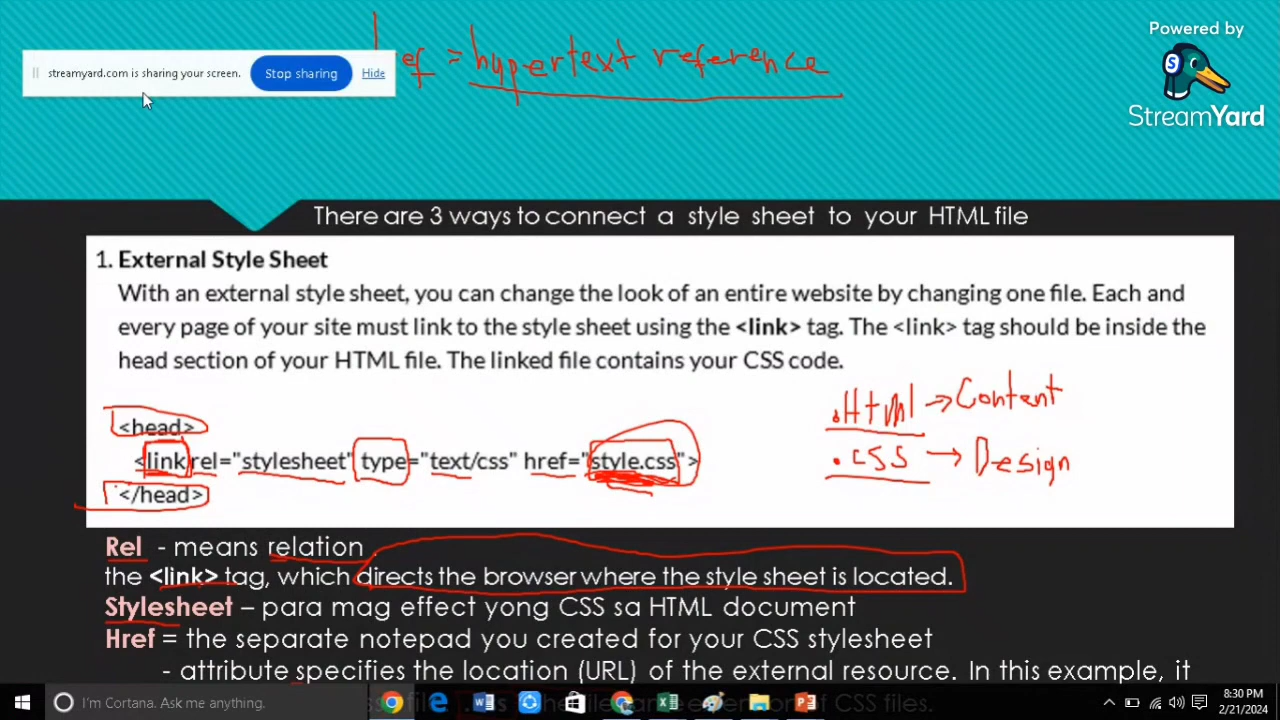 ef = hypertext reference
Powered by
StreamYard
streamyard.com is sharing your screen.
Stop sharing
Hide
There are 3 ways to connect a style sheet to your HTML file
1. External Style Sheet
With an external style sheet, you can change the look of an entire website by changing one file. Each and
every page of your site must link to the style sheet using the <link> tag. The <link> tag should be inside the
head section of your HTML file. The linked file contains your CSS code.
.Html → Content
<head>
<link rel="stylesheet" type="text/css" href="style.css">
.css → Design
</head>
Rel - means relation
the <link> tag, which directs the browser where the style sheet is located.
Stylesheet – para mag effect yong CSS sa HTML document
Href = the separate notepad you created for your CSS stylesheet
- attribute specifies the location (URL) of the external resource. In this example, it
of CSS files.
I'm Cortana. Ask me anything.
8:30 PM
2/21/2024